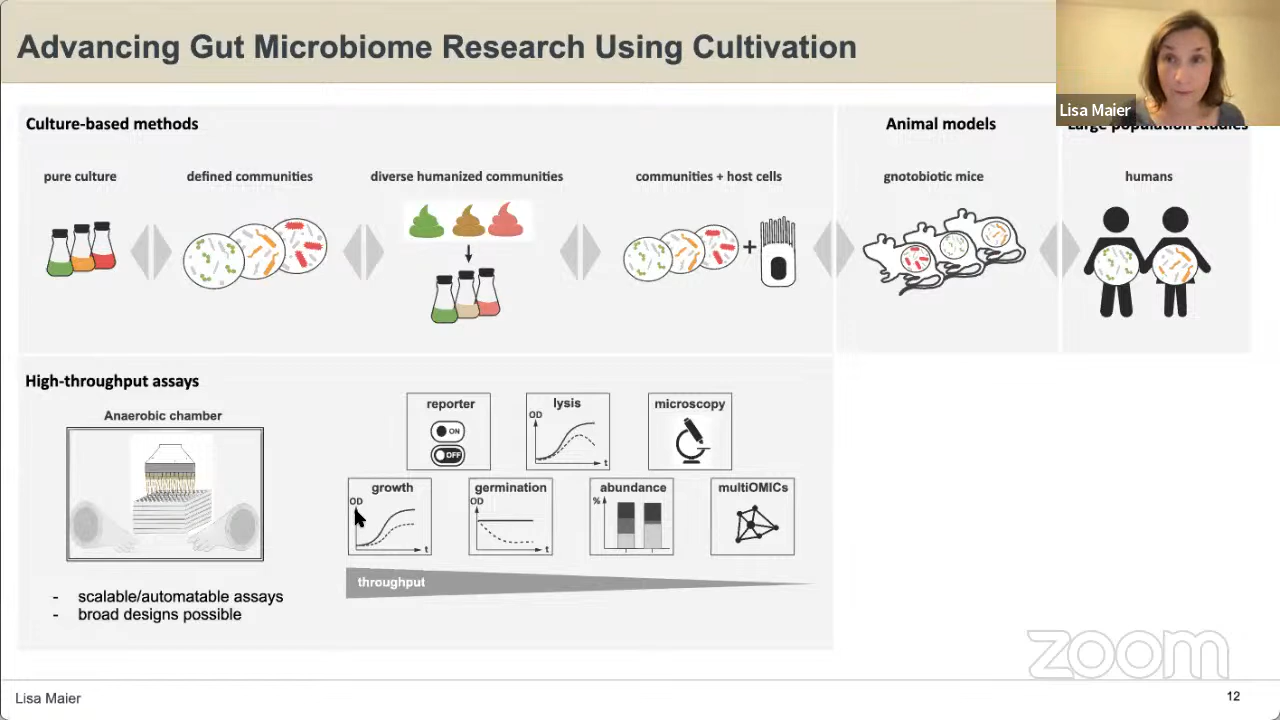 Advancing Gut Microbiome Research Using Cultivation
Lisa Maier
Culture-based methods
Animal models
Large population studies
pure culture
defined communities
diverse humanized communities
communities + host cells
gnotobiotic mice
humans
+
High-throughput assays
Anaerobic chamber
reporter
ON
OFF
lysis
OD
t
microscopy
growth
OD
t
germination
OD
t
abundance
%
multiOMICs
throughput
- scalable/automatable assays
- broad designs possible
zoom
Lisa Maier
12